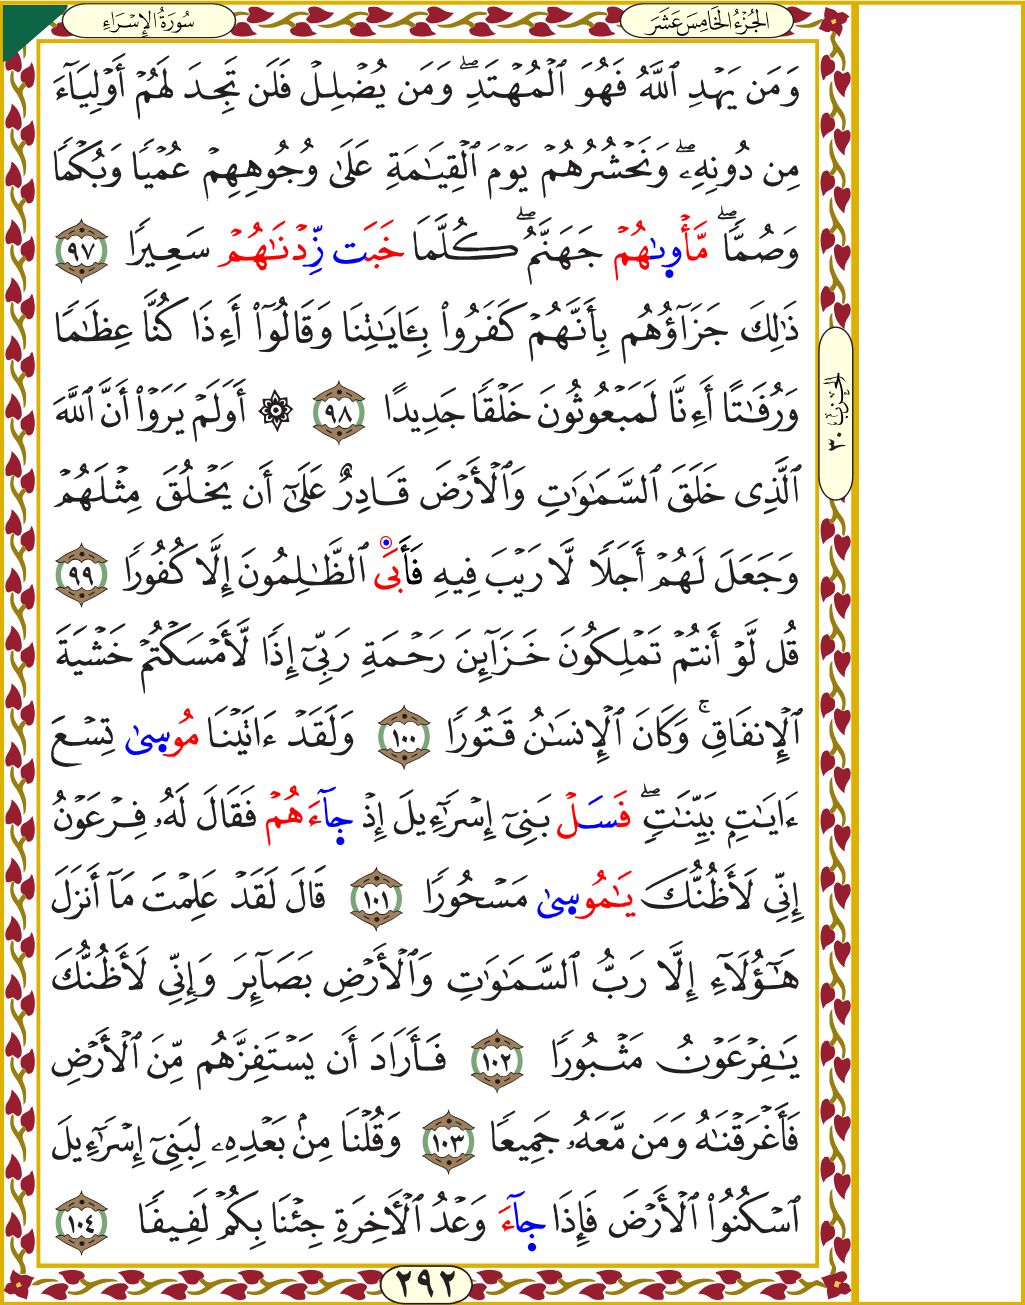 الجُزْءُ الْخَامِسَ عَشَرَ
سُورَةُ الإِسْرَاءِ
وَمَن يَهْدِ ٱللَّهُ فَهُوَ ٱلْمُهْتَدِۖ وَمَن يُضْلِلْ فَلَن تَجِدَ لَهُمْ أَوْلِيَآءَ
مِن دُونِهِۦۖ وَنَحْشُرُهُمْ يَوْمَ ٱلْقِيَٰمَةِ عَلَىٰ وُجُوهِهِمْ عُمْيًا وَبُكْمًا
وَصُمًّاۖ مَّأْوٜىٰهُمْ جَهَنَّمُۖ كُلَّمَا خَبَت زِّدْنَٰهُمْ سَعِيرًا ٩٧
ذَٰلِكَ جَزَآؤُهُم بِأَنَّهُمْ كَفَرُوا۟ بِـَٔايَٰتِنَا وَقَالُوٓا۟ أَءِذَا كُنَّا عِظَٰمًا
وَرُفَٰتًا أَءِنَّا لَمَبْعُوثُونَ خَلْقًا جَدِيدًا ٩٨ ۞ أَوَلَمْ يَرَوْا۟ أَنَّ ٱللَّهَ
ٱلَّذِى خَلَقَ ٱلسَّمَٰوَٰتِ وَٱلْأَرْضَ قَادِرٌ عَلَىٰٓ أَن يَخْلُقَ مِثْلَهُمْ
وَجَعَلَ لَهُمْ أَجَلًا لَّا رَيْبَ فِيهِ فَأَبَى ٱلظَّٰلِمُونَ إِلَّا كُفُورًا ٩٩
قُل لَّوْ أَنتُمْ تَمْلِكُونَ خَزَآئِنَ رَحْمَةِ رَبِّىٓ إِذًا لَّأَمْسَكْتُمْ خَشْيَةَ
ٱلْإِنفَاقِۚ وَكَانَ ٱلْإِنسَٰنُ قَتُورًا ١٠٠ وَلَقَدْ ءَاتَيْنَا مُوسٜىٰ تِسْعَ
ءَايَٰتٍۭ بَيِّنَٰتٍۖ فَسَلْ بَنِىٓ إِسْرَٰٓءِيلَ إِذْ جٜآءَهُمْ فَقَالَ لَهُۥ فِرْعَوْنُ
إِنِّى لَأَظُنُّكَ يَٰمُوسٜىٰ مَسْحُورًا ١٠١ قَالَ لَقَدْ عَلِمْتَ مَآ أَنزَلَ
هَٰٓؤُلَآءِ إِلَّا رَبُّ ٱلسَّمَٰوَٰتِ وَٱلْأَرْضِ بَصَآئِرَ وَإِنِّى لَأَظُنُّكَ
يَٰفِرْعَوْنُ مَثْبُورًا ١٠٢ فَأَرَادَ أَن يَسْتَفِزَّهُم مِّنَ ٱلْأَرْضِ
فَأَغْرَقْنَٰهُ وَمَن مَّعَهُۥ جَمِيعًا ١٠٣ وَقُلْنَا مِنۢ بَعْدِهِۦ لِبَنِىٓ إِسْرَٰٓءِيلَ
ٱسْكُنُوا۟ ٱلْأَرْضَ فَإِذَا جٜآءَ وَعْدُ ٱلْأَخِرَةِ جِئْنَا بِكُمْ لَفِيفًا ١٠٤
الحِزْبُ ٣٠
٢٩٢